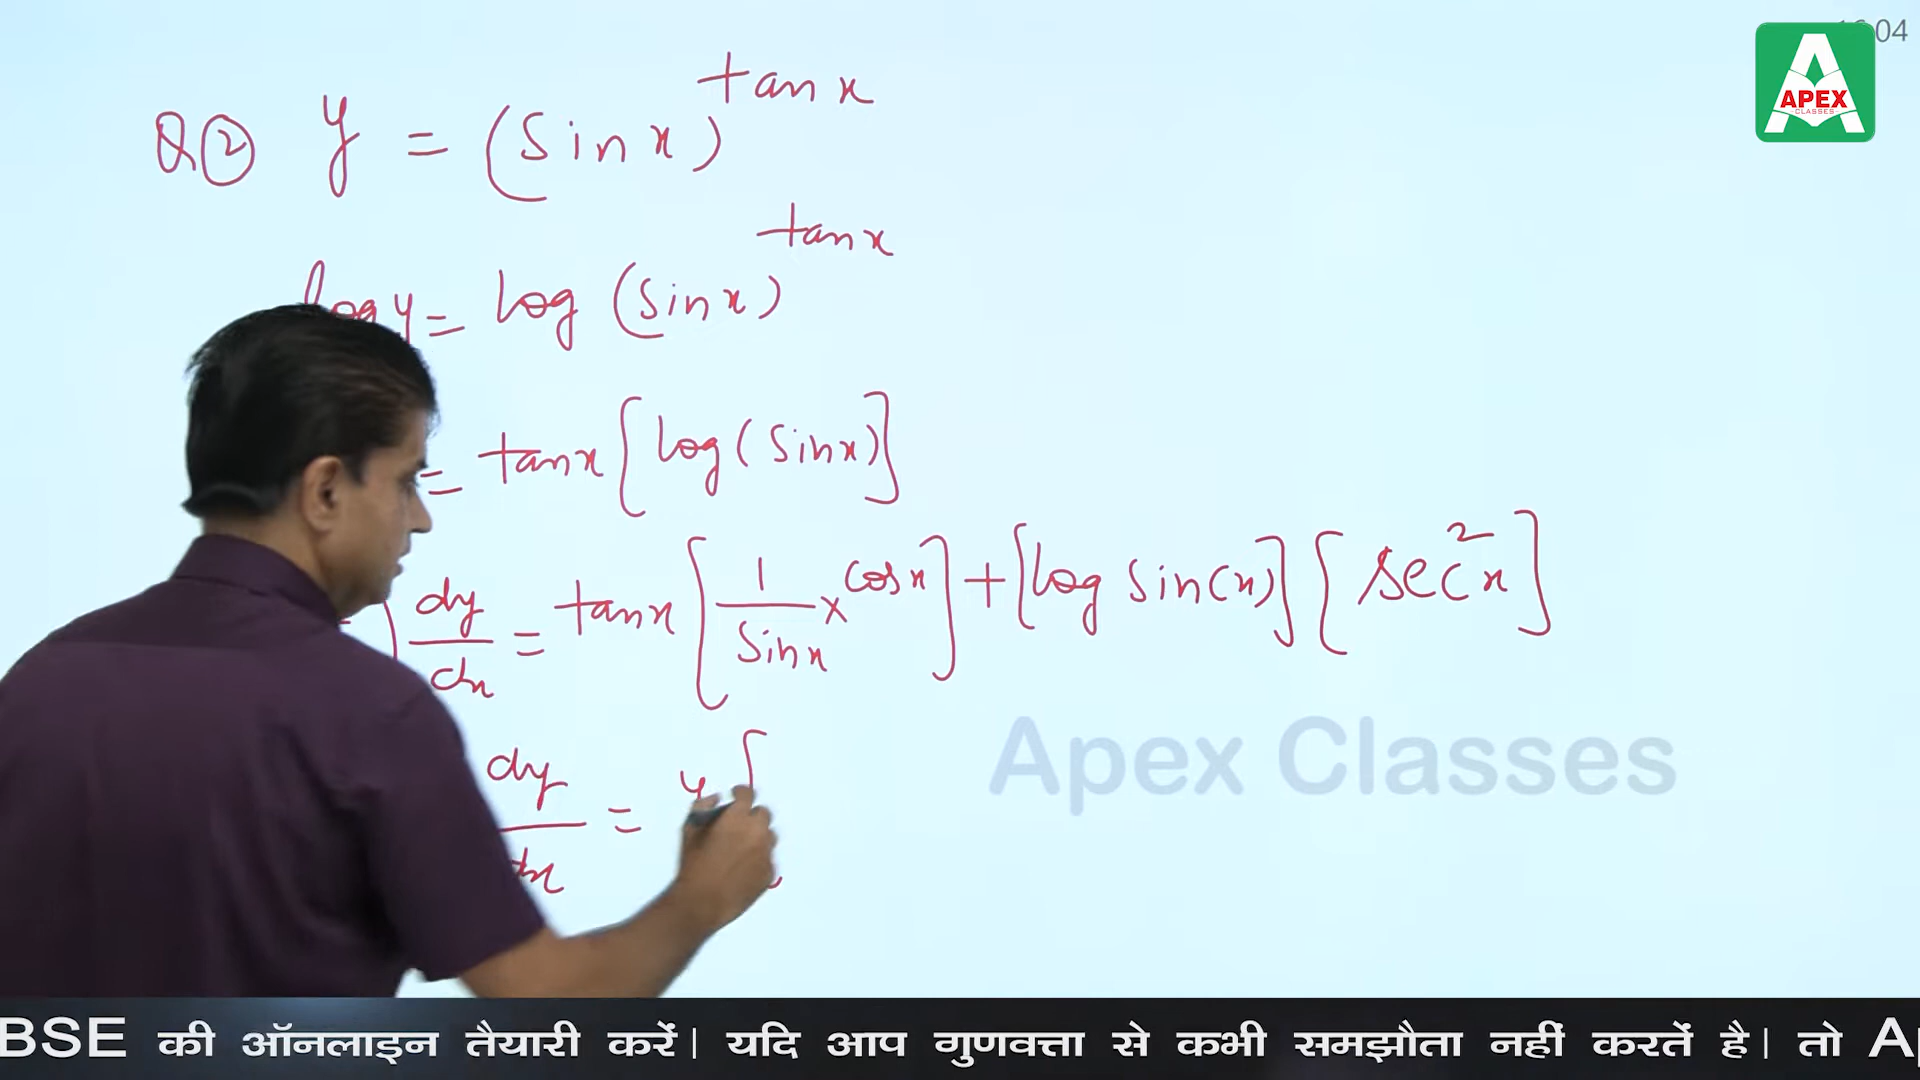 04
A
APEX
CLASSES
Q② y = (Sin x)^tan x
log y = log (Sin x)^tan x
= tan x [log (Sin x)]
) dy/dx = tan x [1/Sin x × Cos x] + [log Sin(x)] [Sec² x]
dy/dx = y [
Apex Classes
BSE की ऑनलाइन तैयारी करें| यदि आप गुणवत्ता से कभी समझौता नहीं करतें है| तो A